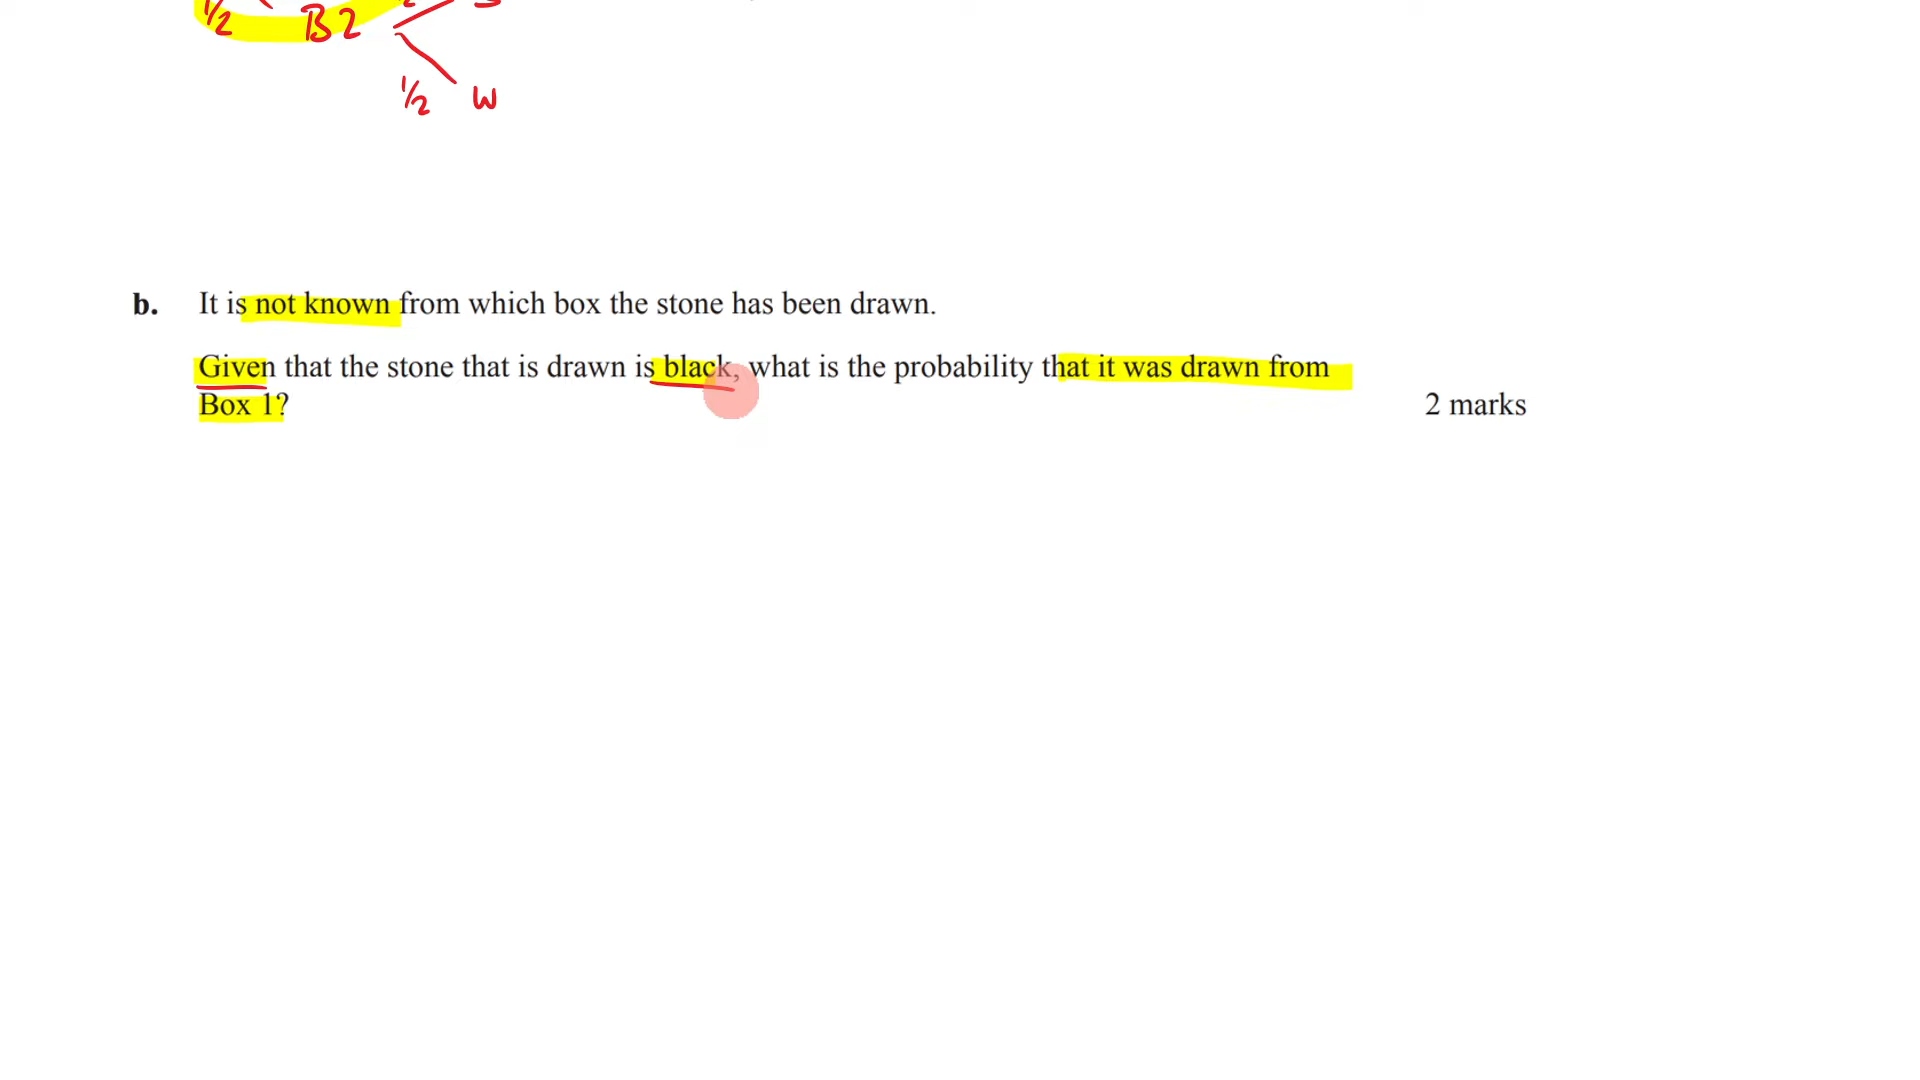 1/2 B2
1/2 W
b. It is not known from which box the stone has been drawn.
Given that the stone that is drawn is black, what is the probability that it was drawn from
Box 1?
2 marks